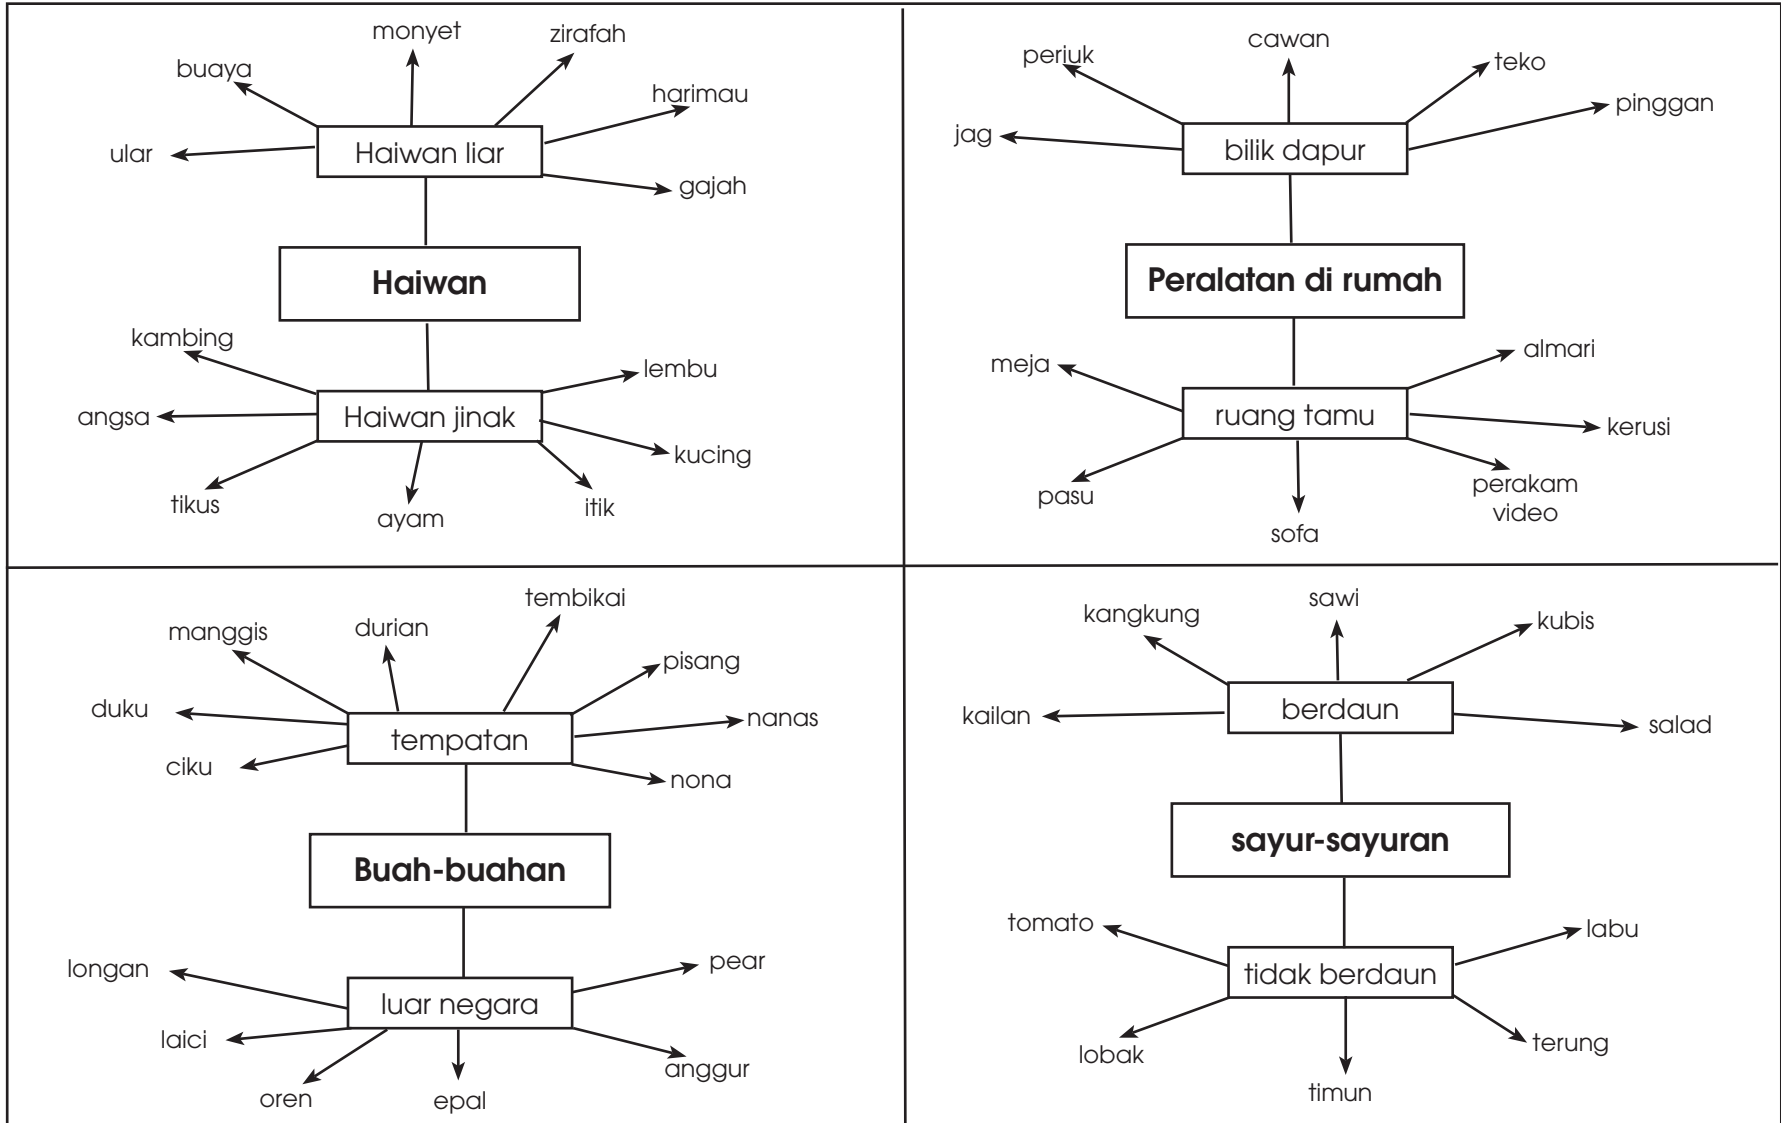 monyet
zirafah
buaya
harimau
ular
Haiwan liar
gajah
Haiwan
kambing
lembu
angsa
Haiwan jinak
kucing
tikus
ayam
itik
cawan
periuk
teko
pinggan
jag
bilik dapur
Peralatan di rumah
almari
meja
ruang tamu
kerusi
pasu
perakam
video
sofa
tembikai
durian
manggis
pisang
duku
nanas
tempatan
ciku
nona
Buah-buahan
pear
longan
luar negara
laici
anggur
oren
epal
sawi
kangkung
kubis
kailan
berdaun
salad
sayur-sayuran
tomato
labu
tidak berdaun
lobak
terung
timun